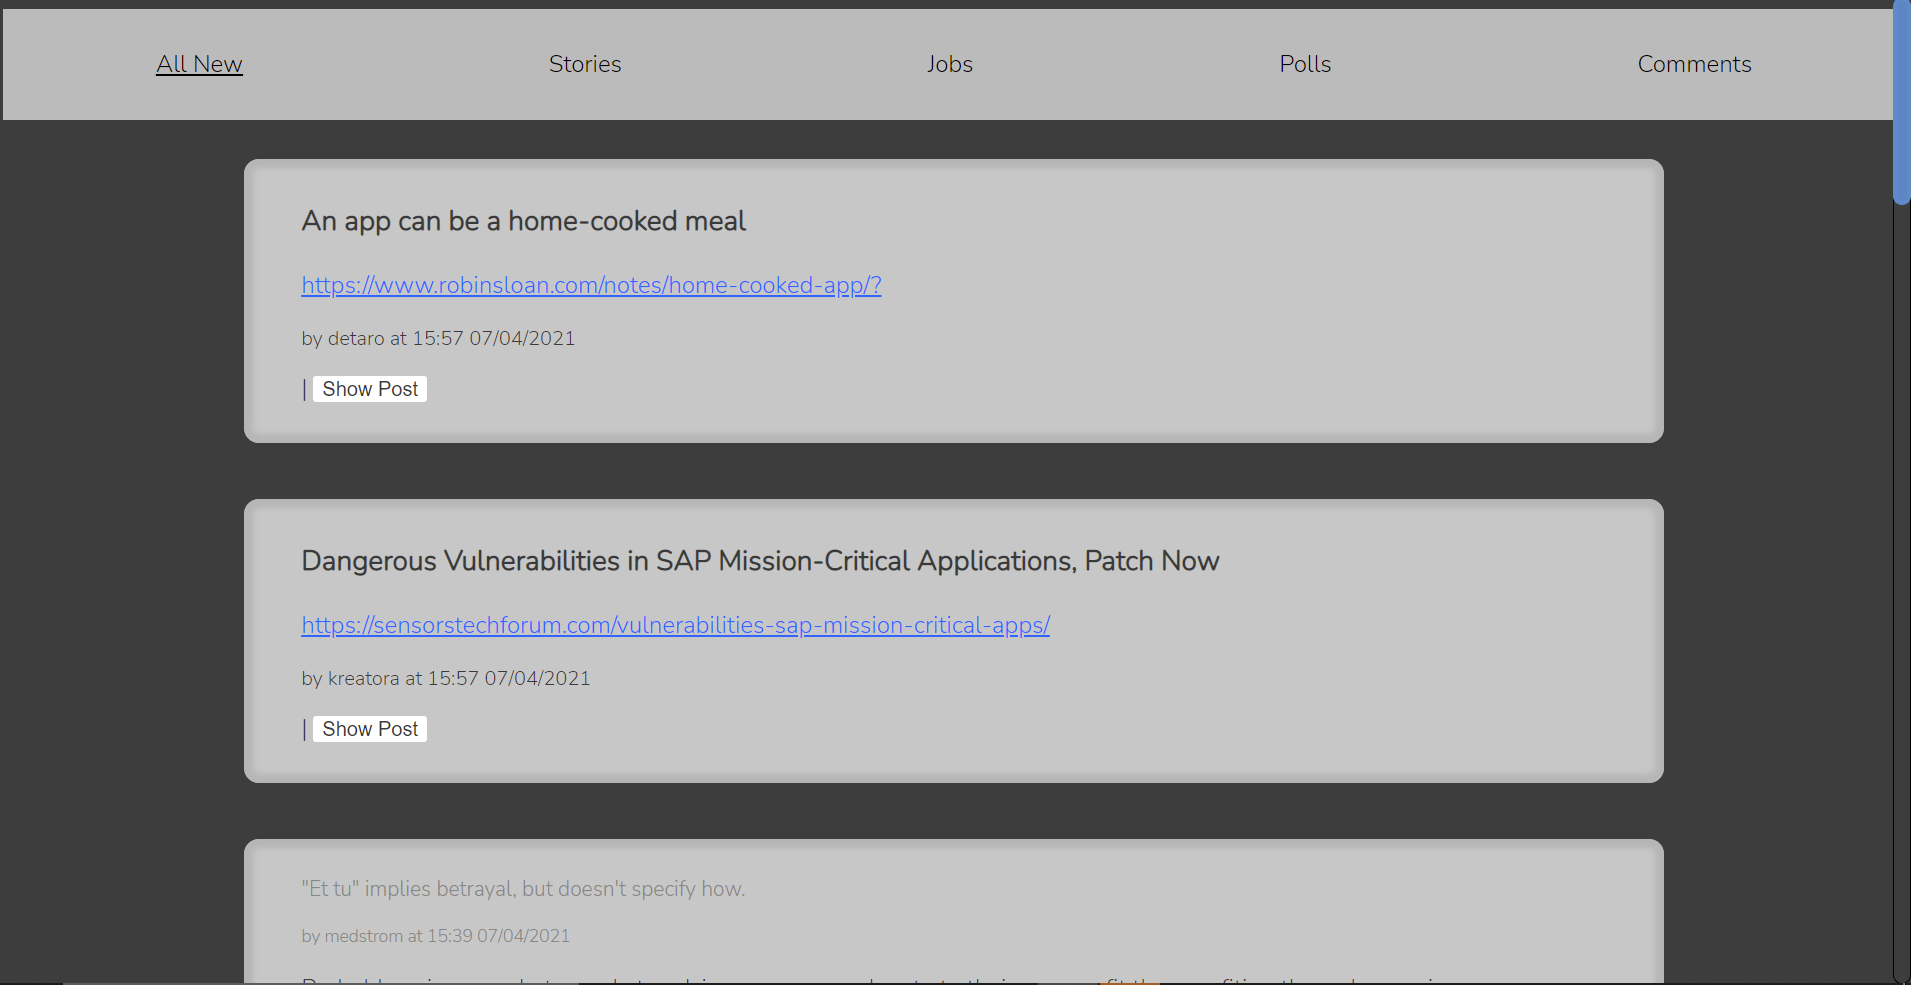 All New Stories Jobs Polls Comments
An app can be a home-cooked meal
https://www.robinsloan.com/notes/home-cooked-app/?
by detaro at 15:57 07/04/2021
| Show Post
Dangerous Vulnerabilities in SAP Mission-Critical Applications, Patch Now
https://sensorstechforum.com/vulnerabilities-sap-mission-critical-apps/
by kreatora at 15:57 07/04/2021
| Show Post
"Et tu" implies betrayal, but doesn't specify how.
by medstrom at 15:39 07/04/2021